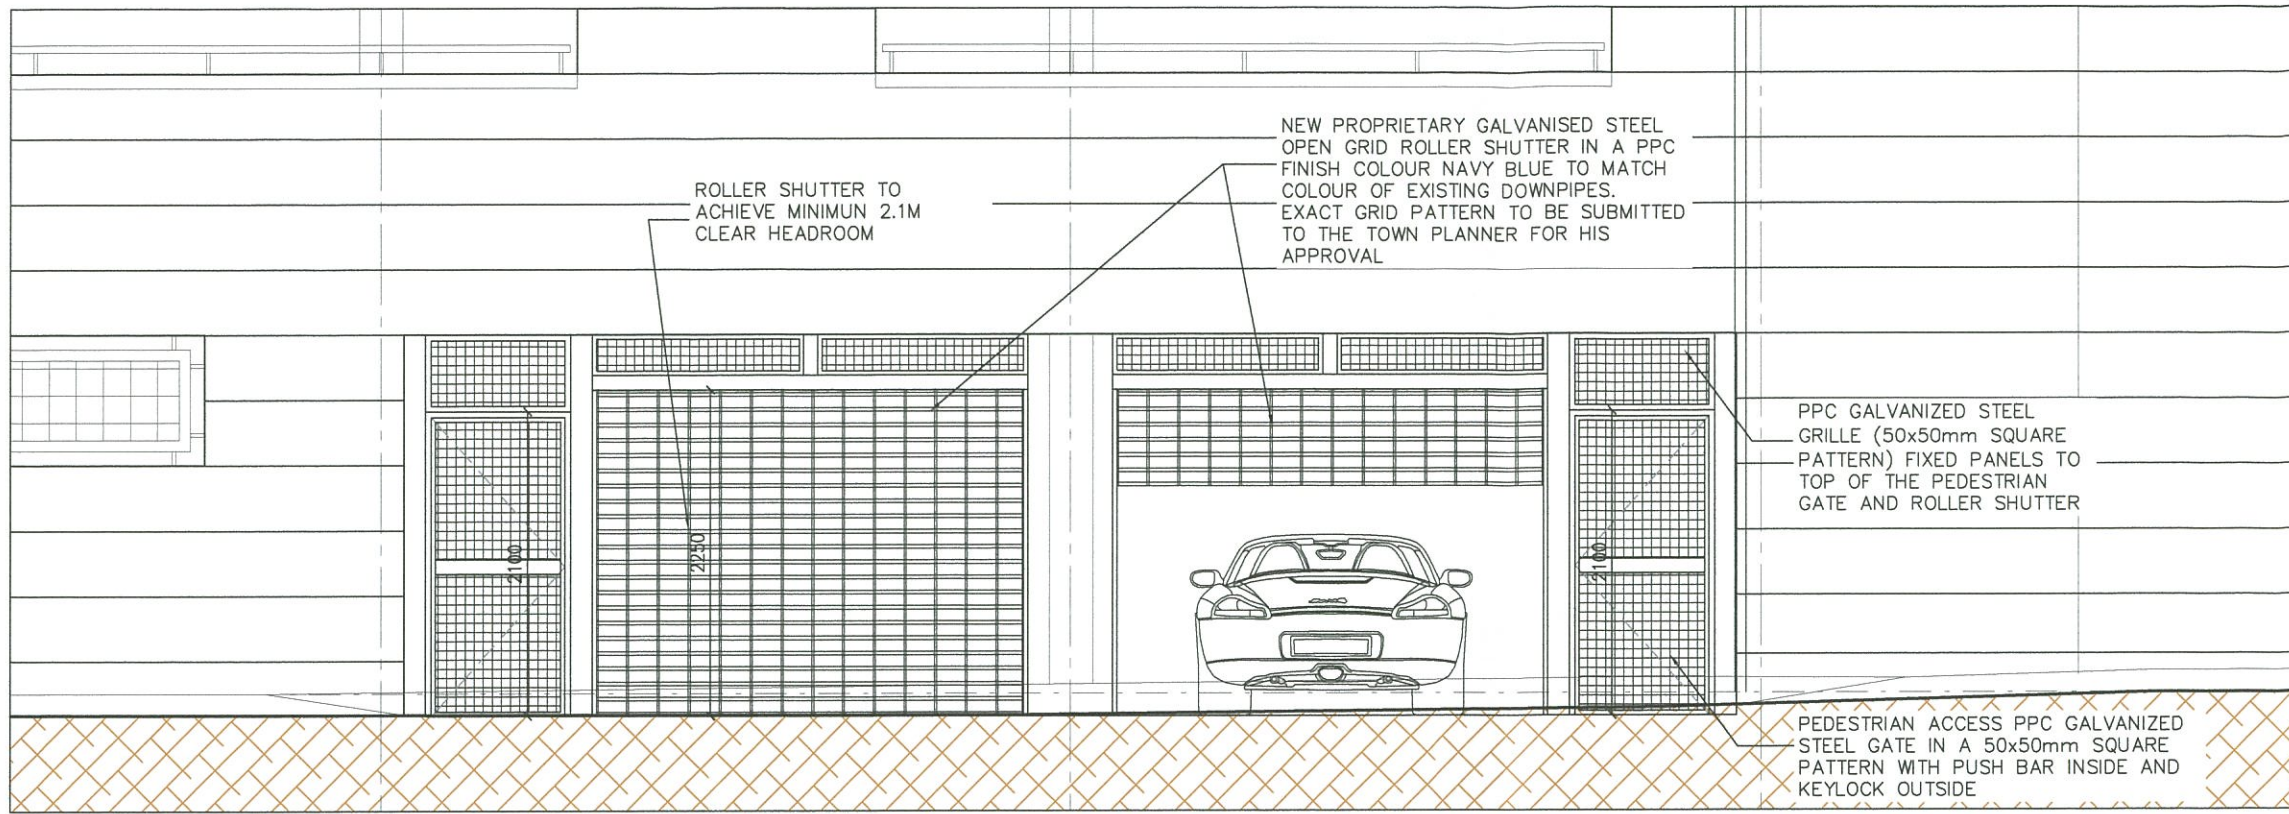 NEW PROPRIETARY GALVANISED STEEL
OPEN GRID ROLLER SHUTTER IN A PPC
FINISH COLOUR NAVY BLUE TO MATCH
COLOUR OF EXISTING DOWNPIPES.
EXACT GRID PATTERN TO BE SUBMITTED
TO THE TOWN PLANNER FOR HIS
APPROVAL
ROLLER SHUTTER TO
ACHIEVE MINIMUN 2.1M
CLEAR HEADROOM
PPC GALVANIZED STEEL
GRILLE (50x50mm SQUARE
PATTERN) FIXED PANELS TO
TOP OF THE PEDESTRIAN
GATE AND ROLLER SHUTTER
2100
2250
2100
PEDESTRIAN ACCESS PPC GALVANIZED
STEEL GATE IN A 50x50mm SQUARE
PATTERN WITH PUSH BAR INSIDE AND
KEYLOCK OUTSIDE